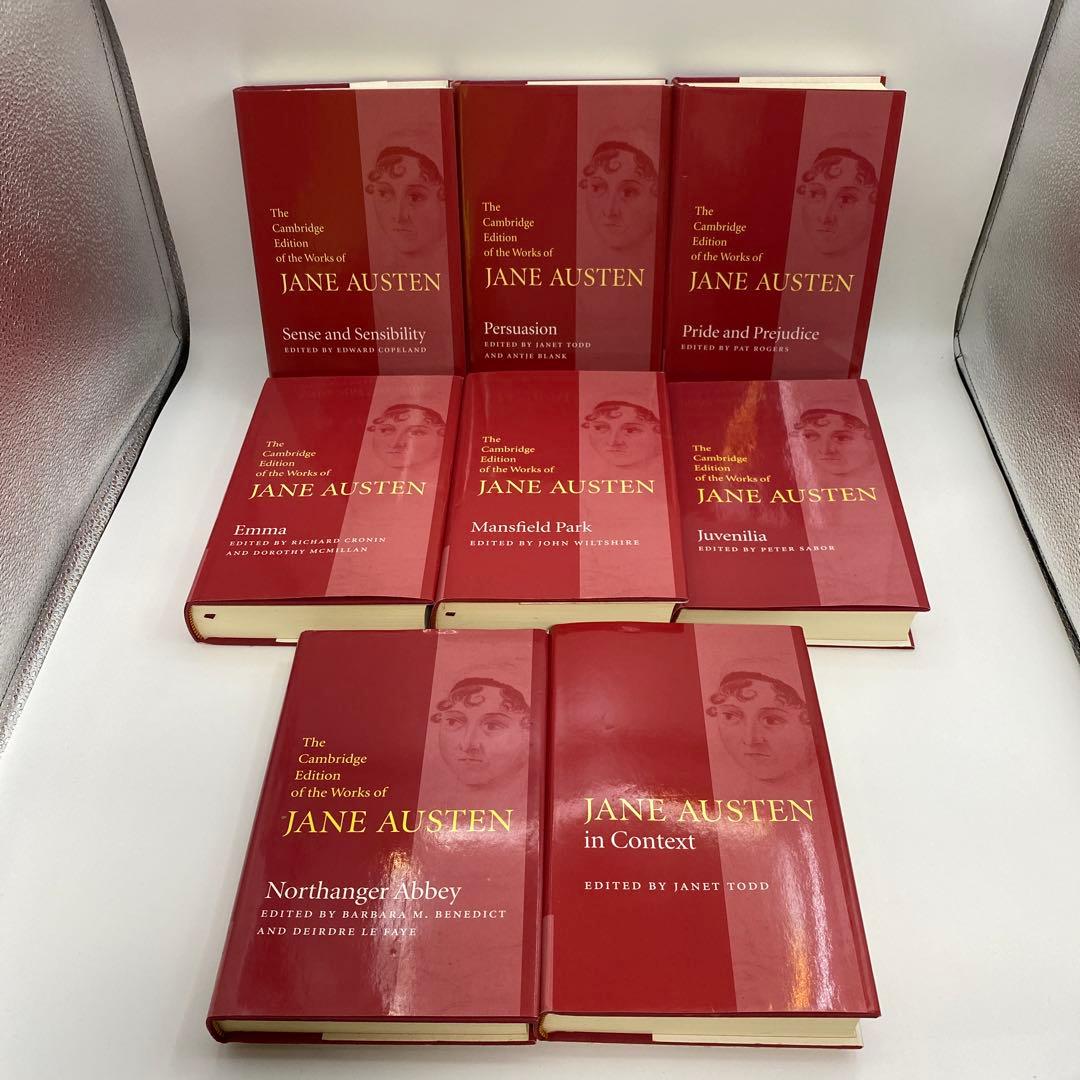 The
Cambridge
Edition
of the Works of
JANE AUSTEN
Sense and Sensibility
EDITED BY EDWARD COPELAND
The
Cambridge
Edition
of the Works of
JANE AUSTEN
Persuasion
EDITED BY JANET TODD
AND ANTJE BLANK
The
Cambridge
Edition
of the Works of
JANE AUSTEN
Pride and Prejudice
EDITED BY PAT ROGERS
The
Cambridge
Edition
of the Works of
JANE AUSTEN
Emma
EDITED BY RICHARD CRONIN
AND DOROTHY MCMILLAN
The
Cambridge
Edition
of the Works of
JANE AUSTEN
Mansfield Park
EDITED BY JOHN WILTSHIRE
The
Cambridge
Edition
of the Works of
JANE AUSTEN
Juvenilia
EDITED BY PETER SABOR
The
Cambridge
Edition
of the Works of
JANE AUSTEN
Northanger Abbey
EDITED BY BARBARA M. BENEDICT
AND DEIRDRE LE FAYE
JANE AUSTEN
in Context
EDITED BY JANET TODD